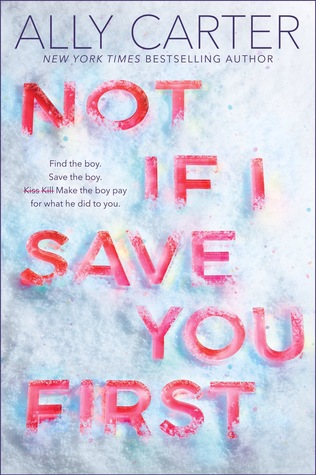 ALLY CARTER
NEW YORK TIMES BESTSELLING AUTHOR
NOT
Find the boy.
Save the boy.
Kiss Kill Make the boy pay
for what he did to you.
IF I
SAVE
YOU
FIRST